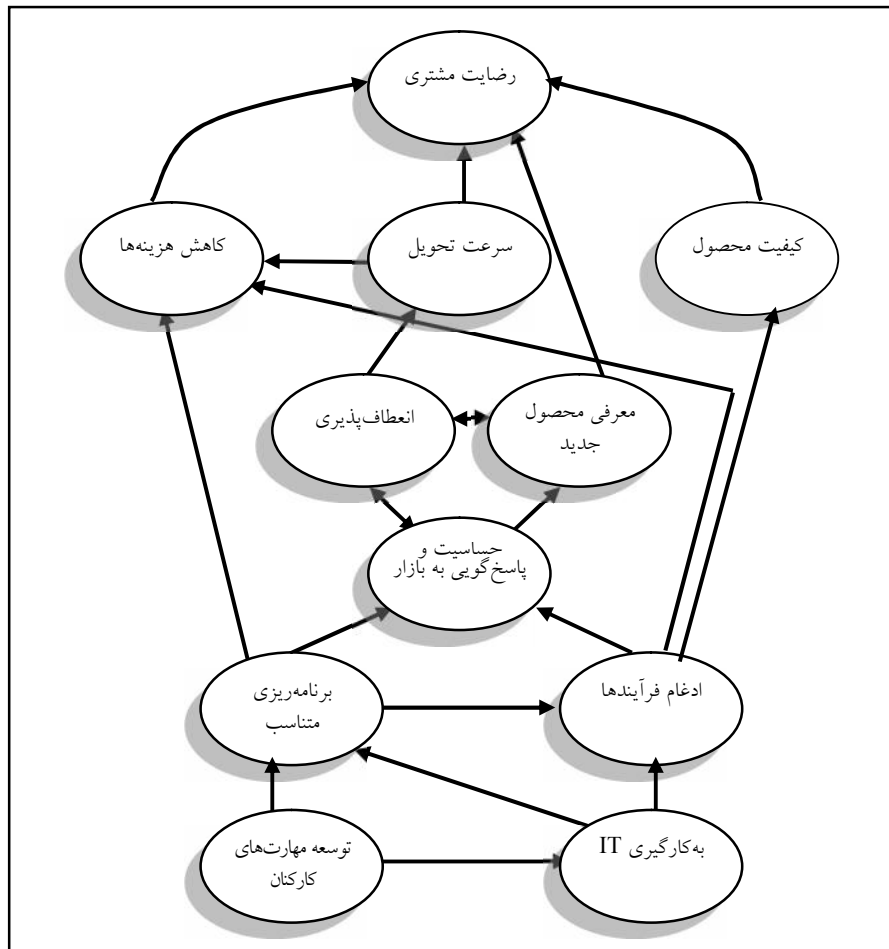 رضایت مشتری
کیفیت محصول
سرعت تحویل
کاهش هزینه‌ها
معرفی محصول
جدید
انعطاف‌پذیری
حساسیت و
پاسخ‌گویی به بازار
ادغام فرآیندها
برنامه‌ریزی
متناسب
به‌کارگیری IT
توسعه مهارت‌های
کارکنان